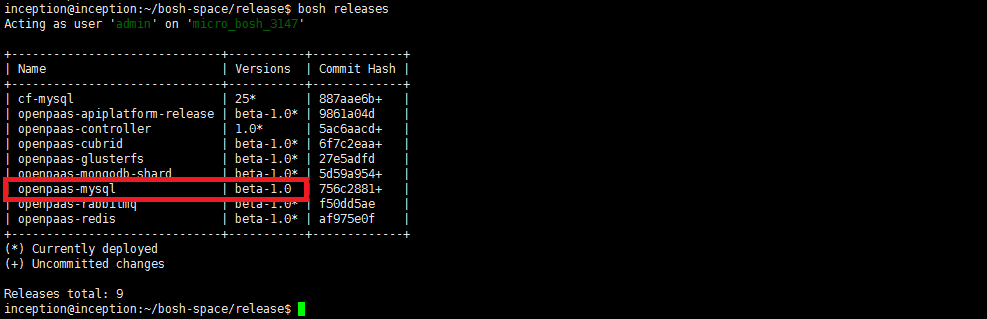 inception@inception:~/bosh-space/release$ bosh releases
Acting as user 'admin' on 'micro_bosh_3147'
+-----------------------------+-----------+-------------+
| Name                        | Versions  | Commit Hash |
+-----------------------------+-----------+-------------+
| cf-mysql                    | 25*       | 887aae6b+   |
| openpaas-apiplatform-release | beta-1.0* | 9861a04d    |
| openpaas-controller         | 1.0*      | 5ac6aacd+   |
| openpaas-cubrid             | beta-1.0* | 6f7c2eaa+   |
| openpaas-glusterfs          | beta-1.0* | 27e5adfd    |
| openpaas-mongodb-shard      | beta-1.0* | 5d59a954+   |
| openpaas-mysql              | beta-1.0  | 756c2881+   |
| openpaas-rabbitmq           | beta-1.0* | f50dd5ae    |
| openpaas-redis              | beta-1.0* | af975e0f    |
+-----------------------------+-----------+-------------+
(*) Currently deployed
(+) Uncommitted changes
Releases total: 9
inception@inception:~/bosh-space/release$